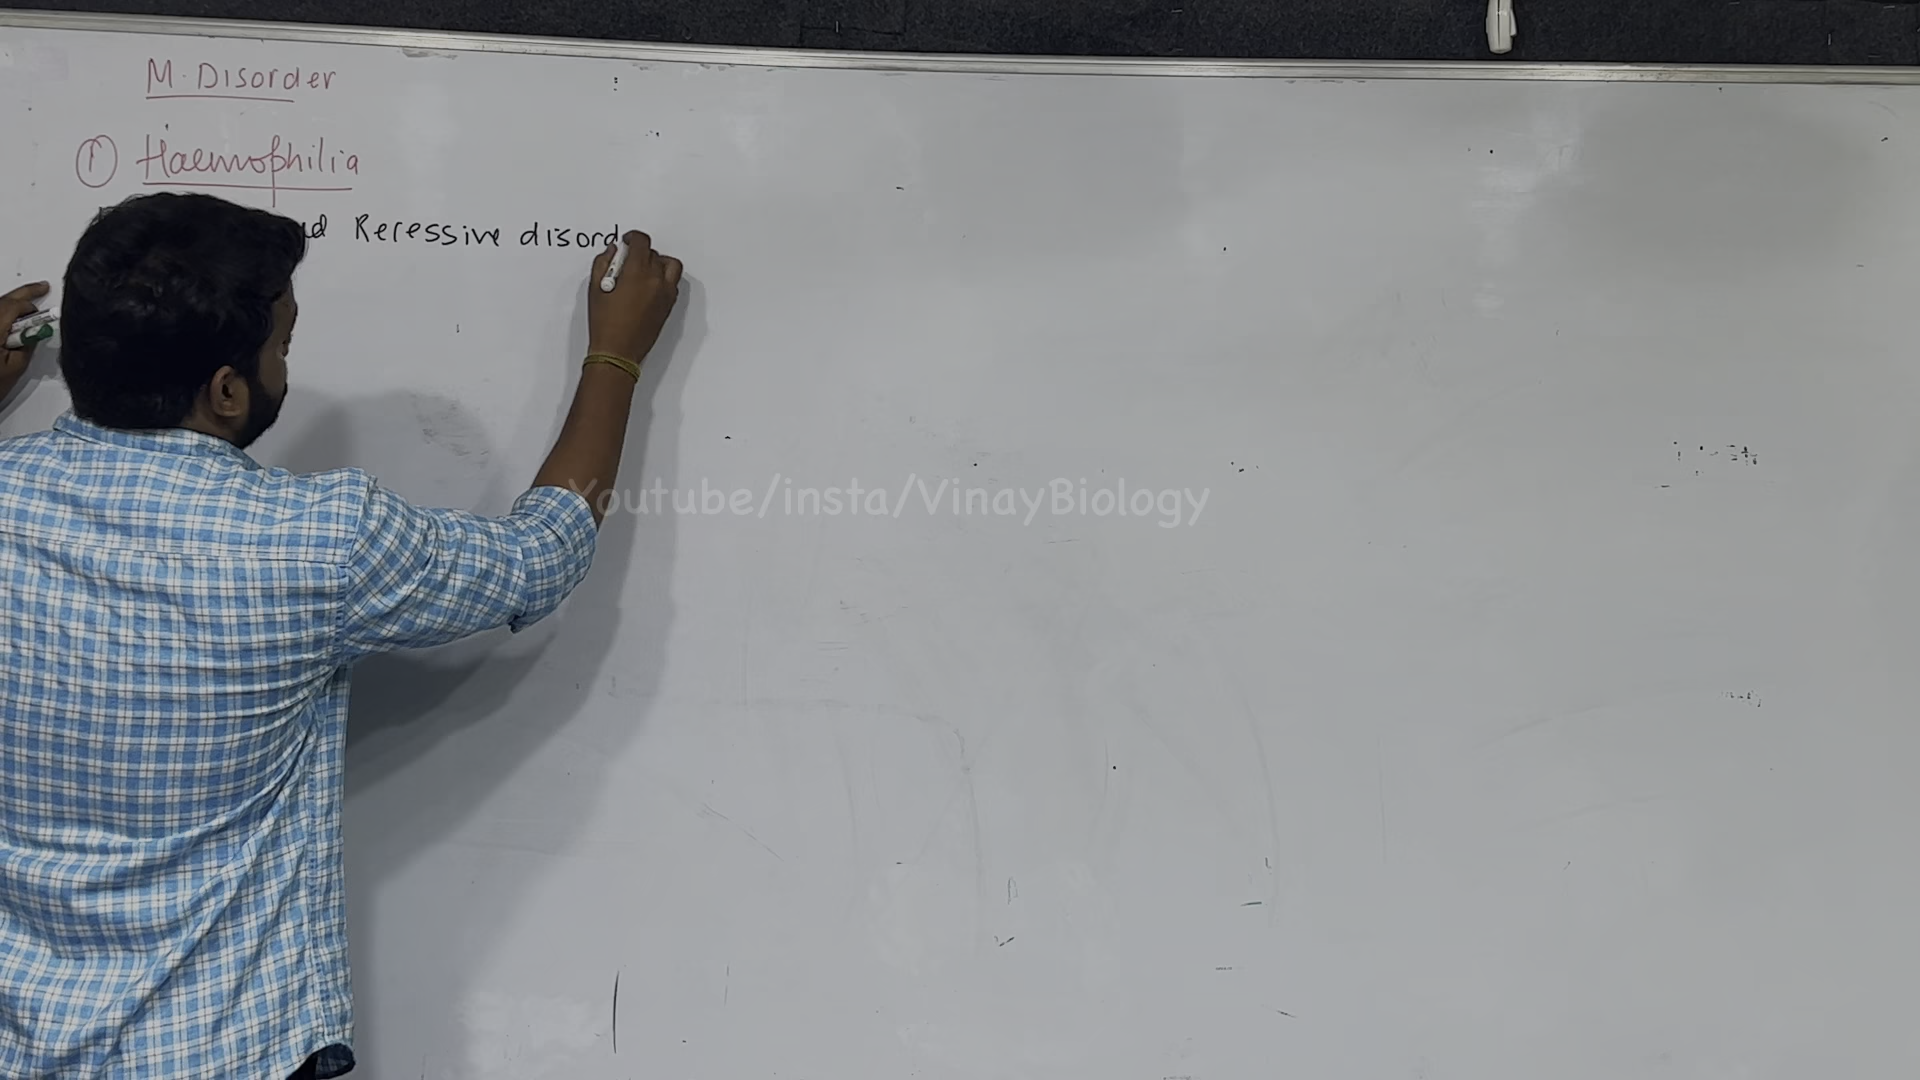 M. Disorder
① Haemophilia
Recessive disord
Youtube/insta/VinayBiology